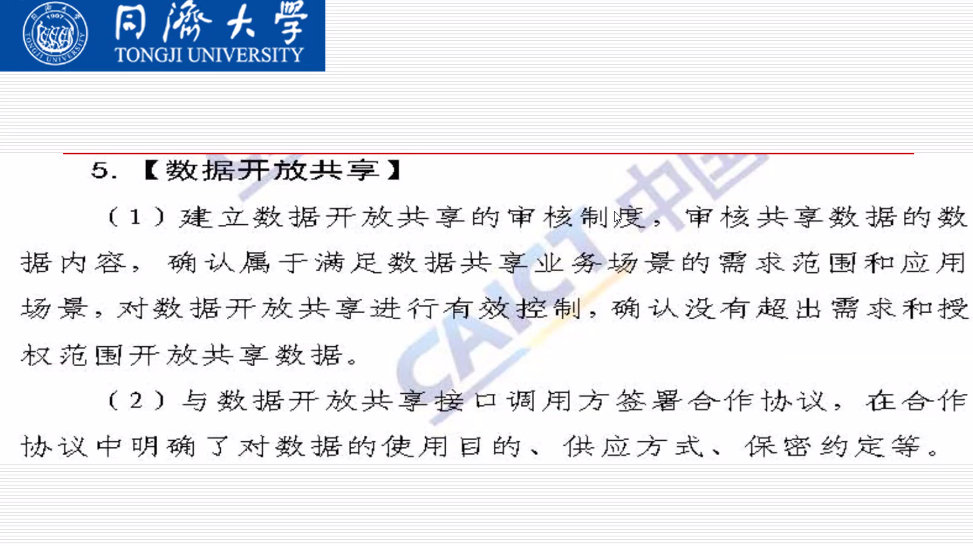 同濟大學
TONGJI UNIVERSITY
5.【数据开放共享】
（1）建立数据开放共享的审核制度，审核共享数据的数
据内容，确认属于满足数据共享业务场景的需求范围和应用
场景，对数据开放共享进行有效控制，确认没有超出需求和授
权范围开放共享数据。
（2）与数据开放共享接口调用方签署合作协议，在合作
协议中明确了对数据的使用目的、供应方式、保密约定等。
CAICT 中国